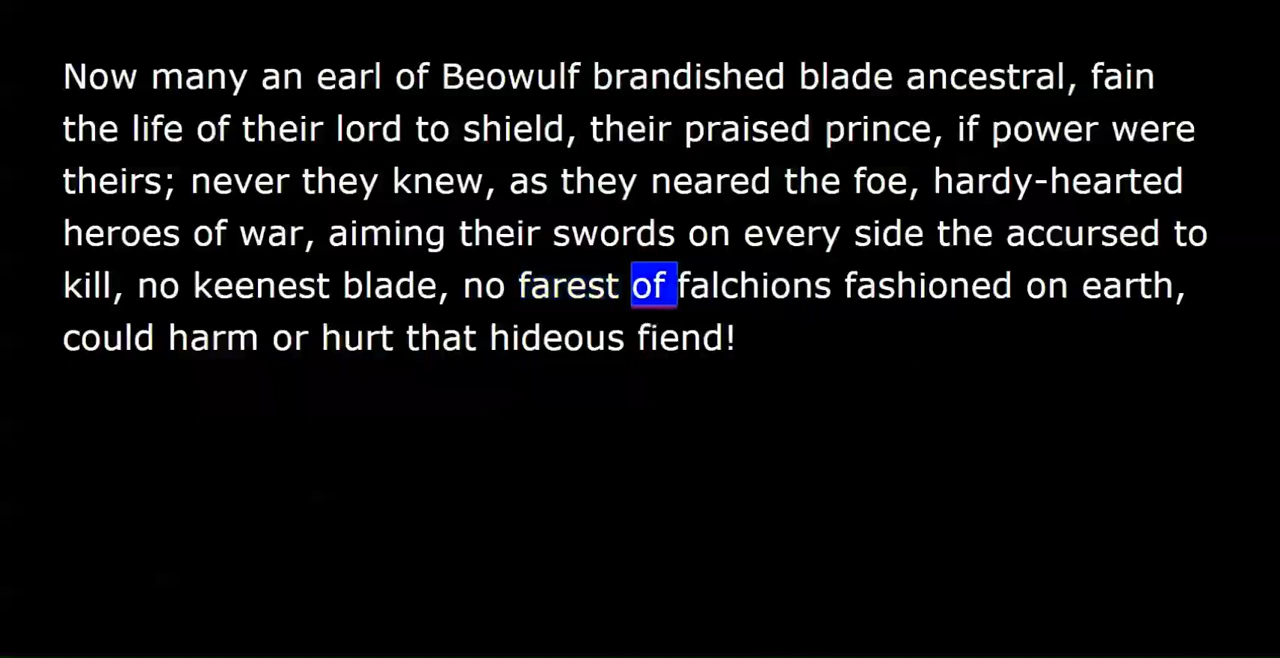 Now many an earl of Beowulf brandished blade ancestral, fain
the life of their lord to shield, their praised prince, if power were
theirs; never they knew, as they neared the foe, hardy-hearted
heroes of war, aiming their swords on every side the accursed to
kill, no keenest blade, no farest of falchions fashioned on earth,
could harm or hurt that hideous fiend!